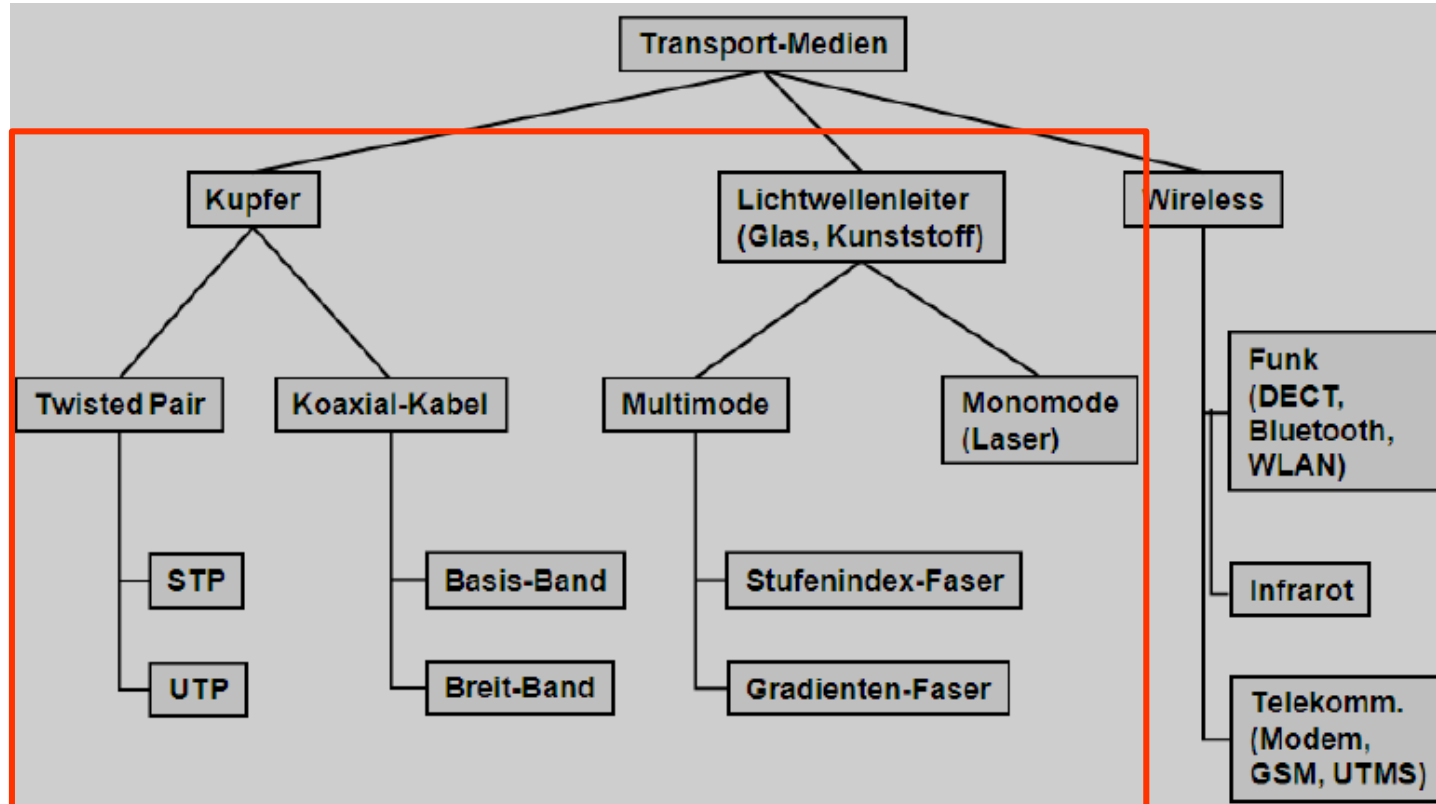 Transport-Medien
Kupfer
Lichtwellenleiter
(Glas, Kunststoff)
Wireless
Twisted Pair
Koaxial-Kabel
Multimode
Monomode
(Laser)
Funk
(DECT,
Bluetooth,
WLAN)
STP
Basis-Band
Stufenindex-Faser
Infrarot
UTP
Breit-Band
Gradienten-Faser
Telekomm.
(Modem,
GSM, UTMS)